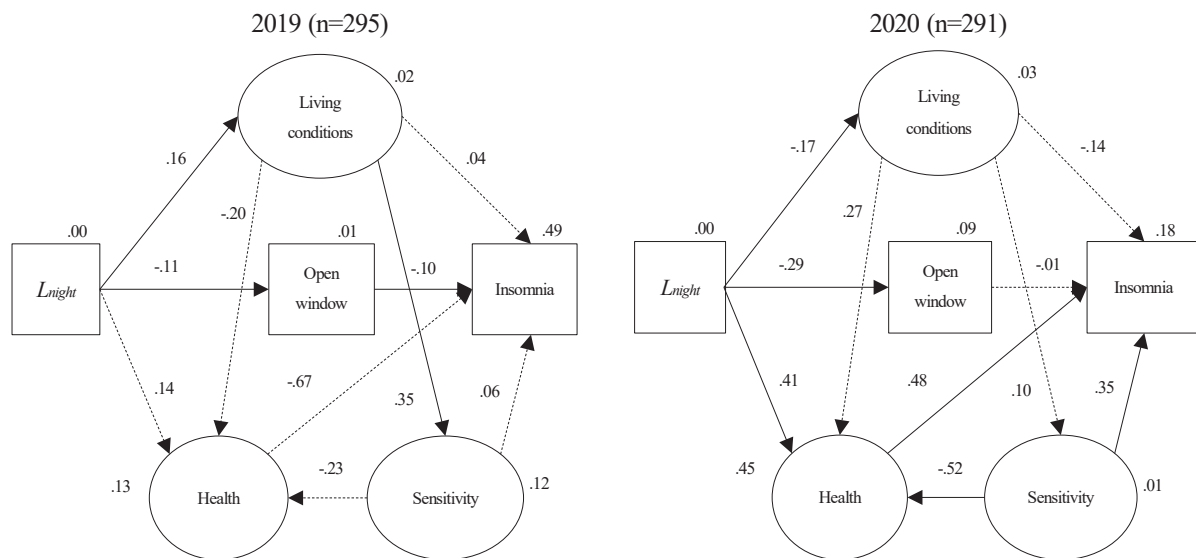 2019 (n=295)
.02
Living
conditions
.16
.04
-.20
.00
.01
.49
Lnight
-.11
Open
window
-.10
Insomnia
.14
-.67
.35
.06
.13
Health
-.23
Sensitivity
.12
2020 (n=291)
.03
Living
conditions
-.17
-.14
.27
.00
.09
.18
Lnight
-.29
Open
window
-.01
Insomnia
.41
.48
.10
.35
.45
Health
-.52
Sensitivity
.01